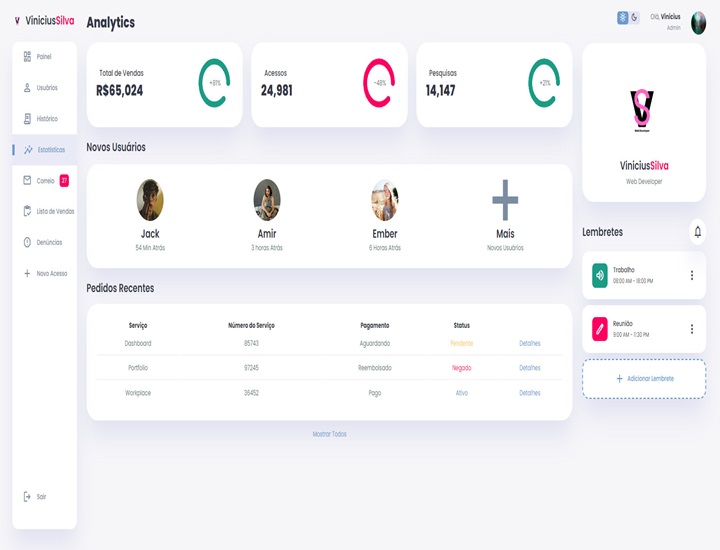 ViniciusSilva
Analytics
Olá, Vinicius
Admin
Painel
Usuários
Histórico
Estatísticas
Correio 27
Lista de Vendas
Denúncias
Novo Acesso
Sair
Total de Vendas
R$65,024
+81%
Acessos
24,981
-48%
Pesquisas
14,147
+21%
Novos Usuários
Jack
54 Min Atrás
Amir
3 horas Atrás
Ember
6 Horas Atrás
Mais
Novos Usuários
Pedidos Recentes
Serviço Número do Serviço Pagamento Status
Dashboard 85743 Aguardando Pendente Detalhes
Portfolio 97245 Reembolsado Negado Detalhes
Workplace 36452 Pago Ativo Detalhes
Mostrar Todos
ViniciusSilva
Web Developer
Lembretes
Trabalho
08:00 AM - 18:00 PM
Reunião
9:00 AM - 11:30 PM
Adicionar Lembrete